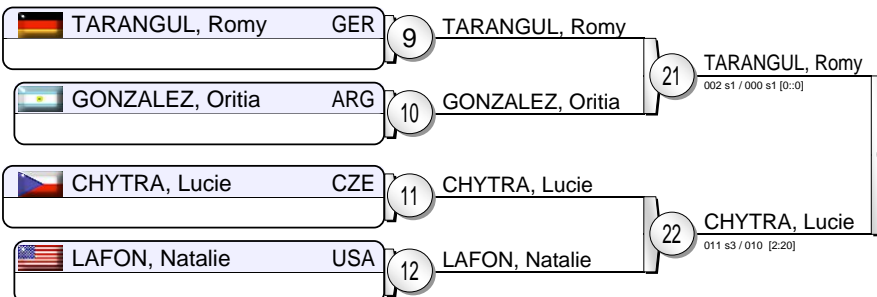 TARANGUL, Romy GER
9
TARANGUL, Romy
21
TARANGUL, Romy
002 s1 / 000 s1 [0::0]
GONZALEZ, Oritia ARG
10
GONZALEZ, Oritia
CHYTRA, Lucie CZE
11
CHYTRA, Lucie
22
CHYTRA, Lucie
011 s3 / 010 [2:20]
LAFON, Natalie USA
12
LAFON, Natalie